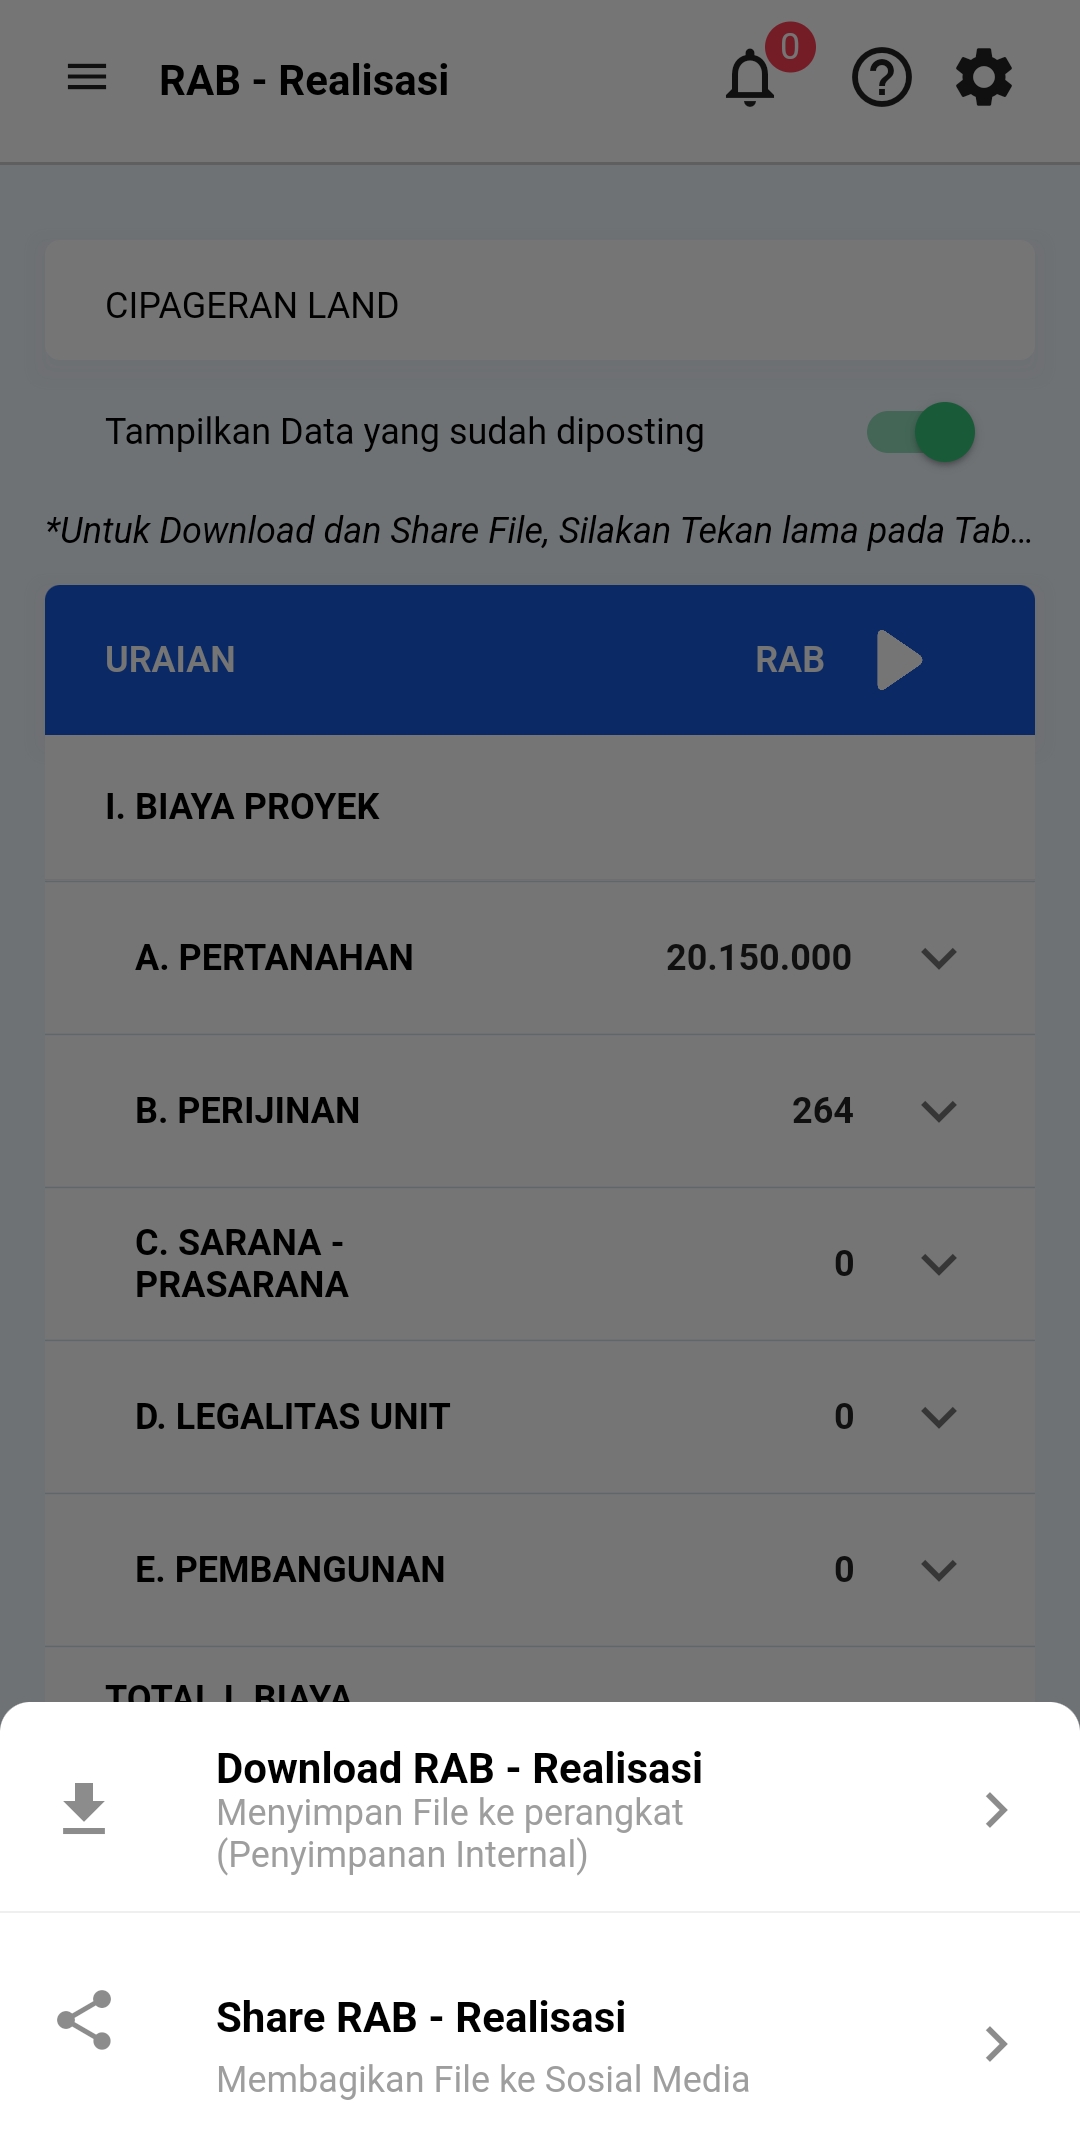 RAB - Realisasi
0
CIPAGERAN LAND
Tampilkan Data yang sudah diposting
*Untuk Download dan Share File, Silakan Tekan lama pada Tab...
URAIAN RAB
I. BIAYA PROYEK
A. PERTANAHAN 20.150.000
B. PERIJINAN 264
C. SARANA -
PRASARANA 0
D. LEGALITAS UNIT 0
E. PEMBANGUNAN 0
TOTAL I. BIAYA
Download RAB - Realisasi
Menyimpan File ke perangkat
(Penyimpanan Internal)
Share RAB - Realisasi
Membagikan File ke Sosial Media